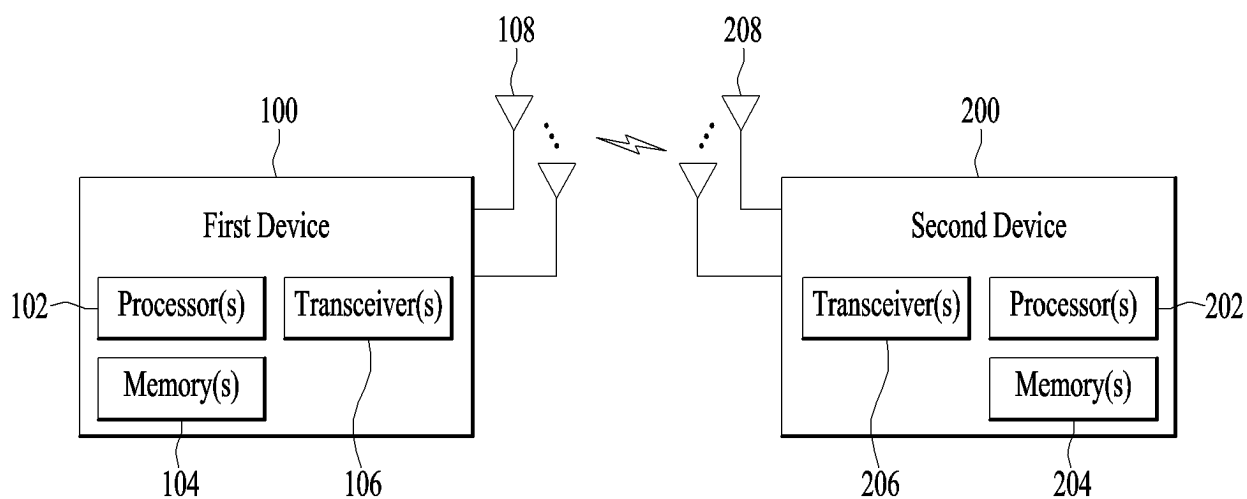 108
208
100
200
First Device
Second Device
102
Processor(s)
Transceiver(s)
Transceiver(s)
Processor(s)
202
Memory(s)
Memory(s)
104
106
206
204